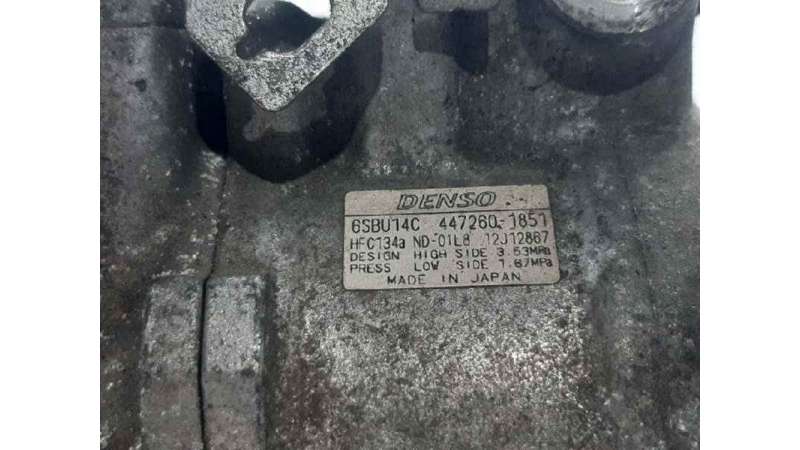 DENSO
6SBU14C 447260-1851
HFC134a ND-OIL8 12J12867
DESIGN HIGH SIDE 3.53MPa
PRESS LOW SIDE 1.67MPa
MADE IN JAPAN